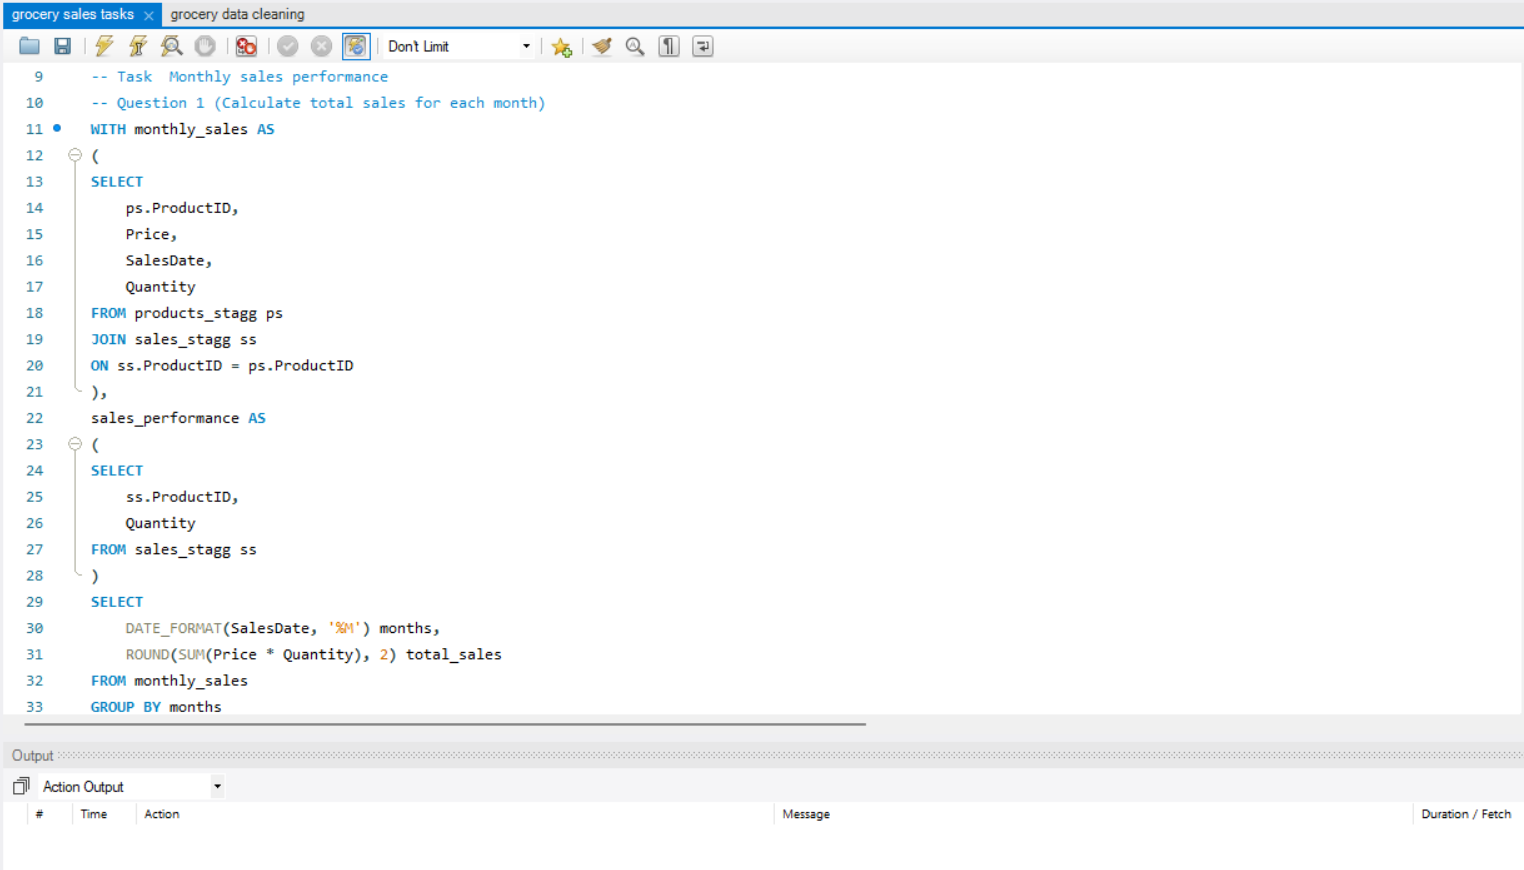 grocery sales tasks × grocery data cleaning
Don't Limit
9 -- Task  Monthly sales performance
10 -- Question 1 (Calculate total sales for each month)
11 WITH monthly_sales AS
12 (
13 SELECT
14 ps.ProductID,
15 Price,
16 SalesDate,
17 Quantity
18 FROM products_stagg ps
19 JOIN sales_stagg ss
20 ON ss.ProductID = ps.ProductID
21 ),
22 sales_performance AS
23 (
24 SELECT
25 ss.ProductID,
26 Quantity
27 FROM sales_stagg ss
28 )
29 SELECT
30 DATE_FORMAT(SalesDate, '%M') months,
31 ROUND(SUM(Price * Quantity), 2) total_sales
32 FROM monthly_sales
33 GROUP BY months
Output
Action Output
# Time Action Message Duration / Fetch